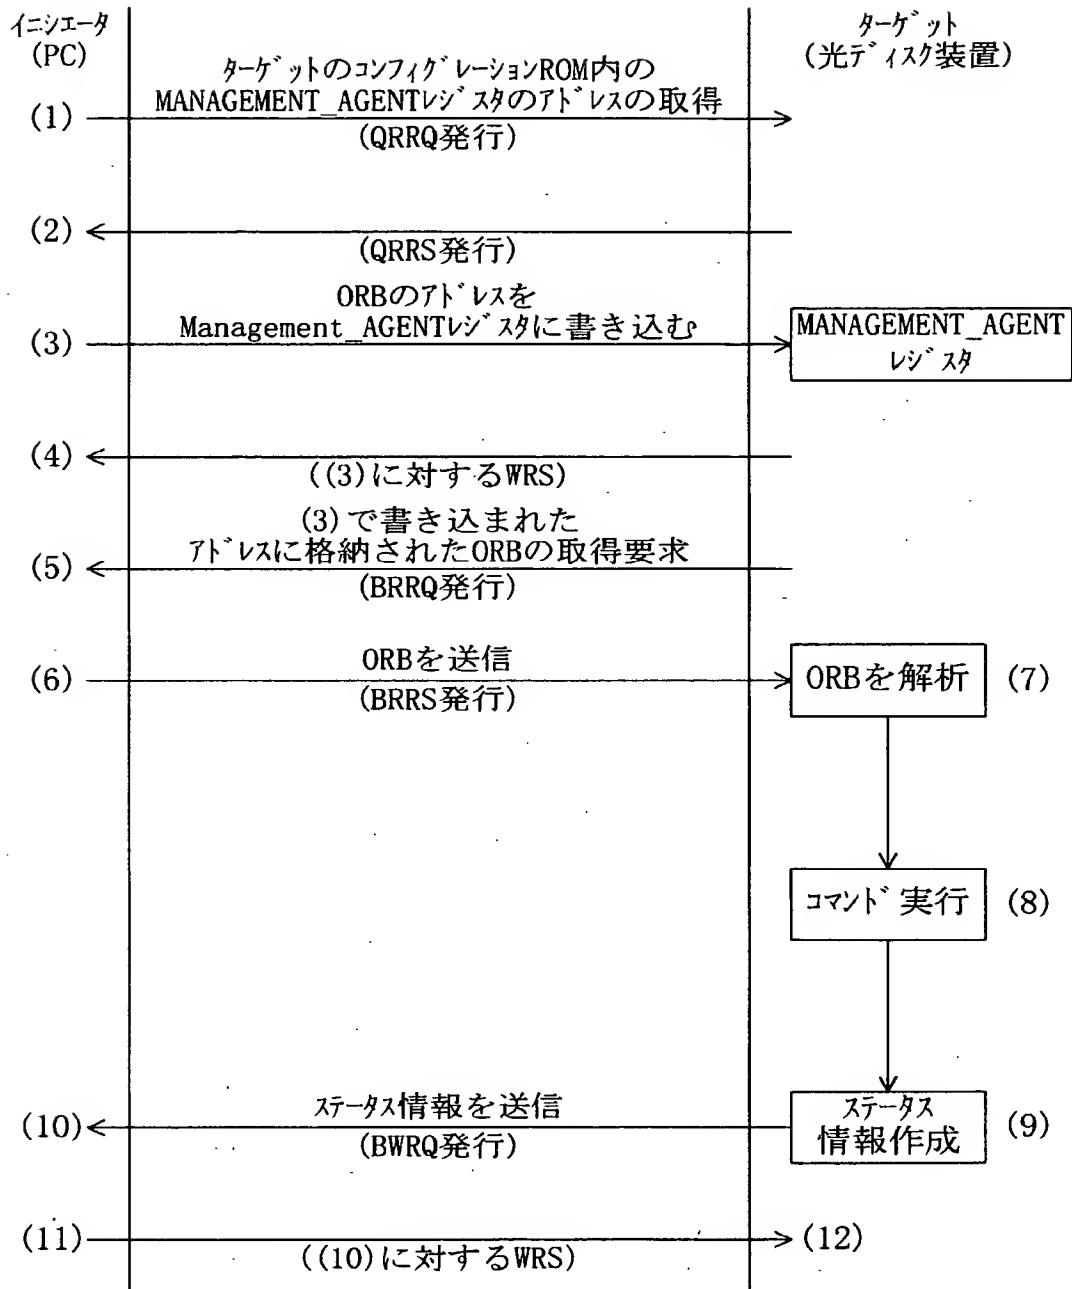 イニシエータ
(PC)
ターゲット
(光ディスク装置)
ターゲットのコンフィグレーションROM内の
MANAGEMENT_AGENTレジスタのアドレスの取得
(1)
(QRRQ発行)
(2)
(QRRS発行)
ORBのアドレスを
Management_AGENTレジスタに書き込む
(3)
MANAGEMENT_AGENT
レジスタ
(4)
((3)に対するWRS)
(3)で書き込まれた
アドレスに格納されたORBの取得要求
(5)
(BRRQ発行)
ORBを送信
(6)
(BRRS発行)
ORBを解析
(7)
コマンド実行
(8)
ステータス情報を送信
(10)
(BWRQ発行)
ステータス
情報作成
(9)
(11)
((10)に対するWRS)
(12)